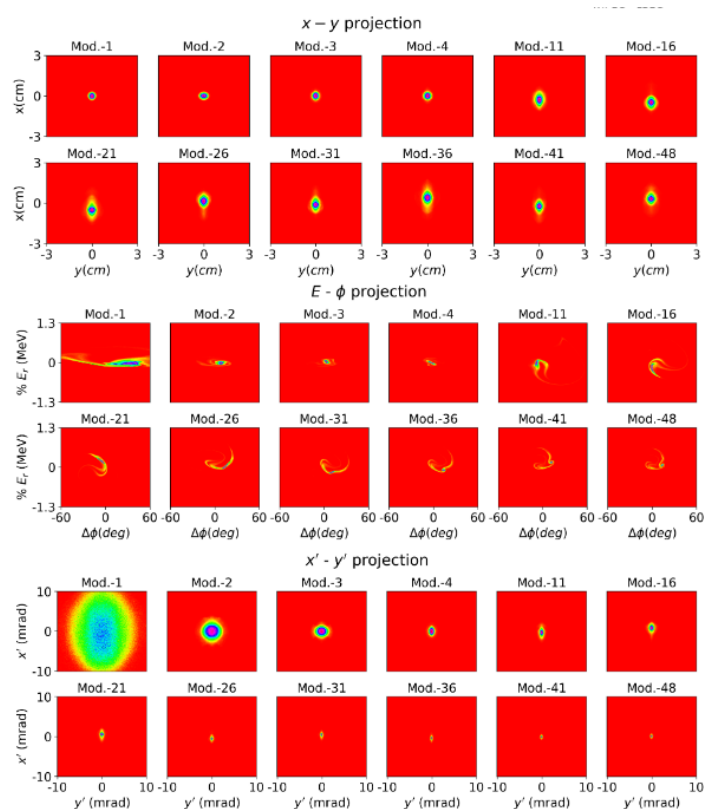 x − y projection
Mod.-1 Mod.-2 Mod.-3 Mod.-4 Mod.-11 Mod.-16
3
x(cm)
0
-3
Mod.-21 Mod.-26 Mod.-31 Mod.-36 Mod.-41 Mod.-48
3
x(cm)
0
-3
-3 0 3 -3 0 3 -3 0 3 -3 0 3 -3 0 3 -3 0 3
y(cm) y(cm) y(cm) y(cm) y(cm) y(cm)
E - ϕ projection
Mod.-1 Mod.-2 Mod.-3 Mod.-4 Mod.-11 Mod.-16
1.3
% Er (MeV)
0
-1.3
Mod.-21 Mod.-26 Mod.-31 Mod.-36 Mod.-41 Mod.-48
1.3
% Er (MeV)
0
-1.3
-60 0 60 -60 0 60 -60 0 60 -60 0 60 -60 0 60 -60 0 60
Δϕ(deg) Δϕ(deg) Δϕ(deg) Δϕ(deg) Δϕ(deg) Δϕ(deg)
x′ - y′ projection
Mod.-1 Mod.-2 Mod.-3 Mod.-4 Mod.-11 Mod.-16
10
x′ (mrad)
0
-10
Mod.-21 Mod.-26 Mod.-31 Mod.-36 Mod.-41 Mod.-48
10
x′ (mrad)
0
-10
-10 0 10 -10 0 10 -10 0 10 -10 0 10 -10 0 10 -10 0 10
y′ (mrad) y′ (mrad) y′ (mrad) y′ (mrad) y′ (mrad) y′ (mrad)